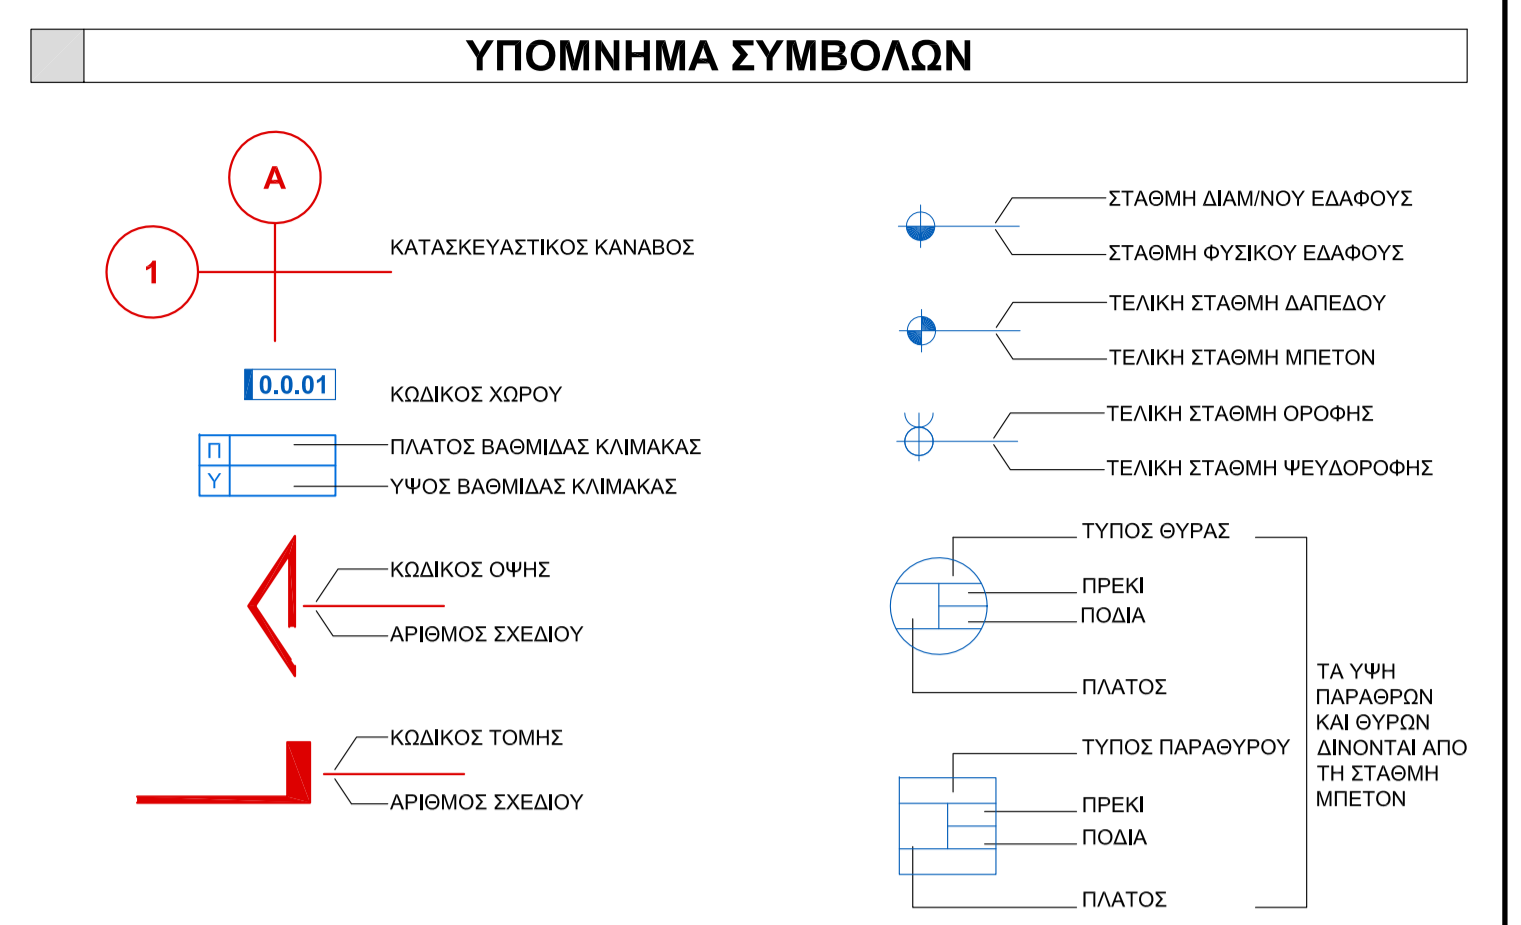 ΥΠΟΜΝΗΜΑ ΣΥΜΒΟΛΩΝ
Α
1
ΚΑΤΑΣΚΕΥΑΣΤΙΚΟΣ ΚΑΝΑΒΟΣ
0.0.01
ΚΩΔΙΚΟΣ ΧΩΡΟΥ
Π
ΠΛΑΤΟΣ ΒΑΘΜΙΔΑΣ ΚΛΙΜΑΚΑΣ
Υ
ΥΨΟΣ ΒΑΘΜΙΔΑΣ ΚΛΙΜΑΚΑΣ
ΚΩΔΙΚΟΣ ΟΨΗΣ
ΑΡΙΘΜΟΣ ΣΧΕΔΙΟΥ
ΚΩΔΙΚΟΣ ΤΟΜΗΣ
ΑΡΙΘΜΟΣ ΣΧΕΔΙΟΥ
ΣΤΑΘΜΗ ΔΙΑΜ/ΝΟΥ ΕΔΑΦΟΥΣ
ΣΤΑΘΜΗ ΦΥΣΙΚΟΥ ΕΔΑΦΟΥΣ
ΤΕΛΙΚΗ ΣΤΑΘΜΗ ΔΑΠΕΔΟΥ
ΤΕΛΙΚΗ ΣΤΑΘΜΗ ΜΠΕΤΟΝ
ΤΕΛΙΚΗ ΣΤΑΘΜΗ ΟΡΟΦΗΣ
ΤΕΛΙΚΗ ΣΤΑΘΜΗ ΨΕΥΔΟΡΟΦΗΣ
ΤΥΠΟΣ ΘΥΡΑΣ
ΠΡΕΚΙ
ΠΟΔΙΑ
ΠΛΑΤΟΣ
ΤΥΠΟΣ ΠΑΡΑΘΥΡΟΥ
ΠΡΕΚΙ
ΠΟΔΙΑ
ΠΛΑΤΟΣ
ΤΑ ΥΨΗ
ΠΑΡΑΘΡΩΝ
ΚΑΙ ΘΥΡΩΝ
ΔΙΝΟΝΤΑΙ ΑΠΟ
ΤΗ ΣΤΑΘΜΗ
ΜΠΕΤΟΝ